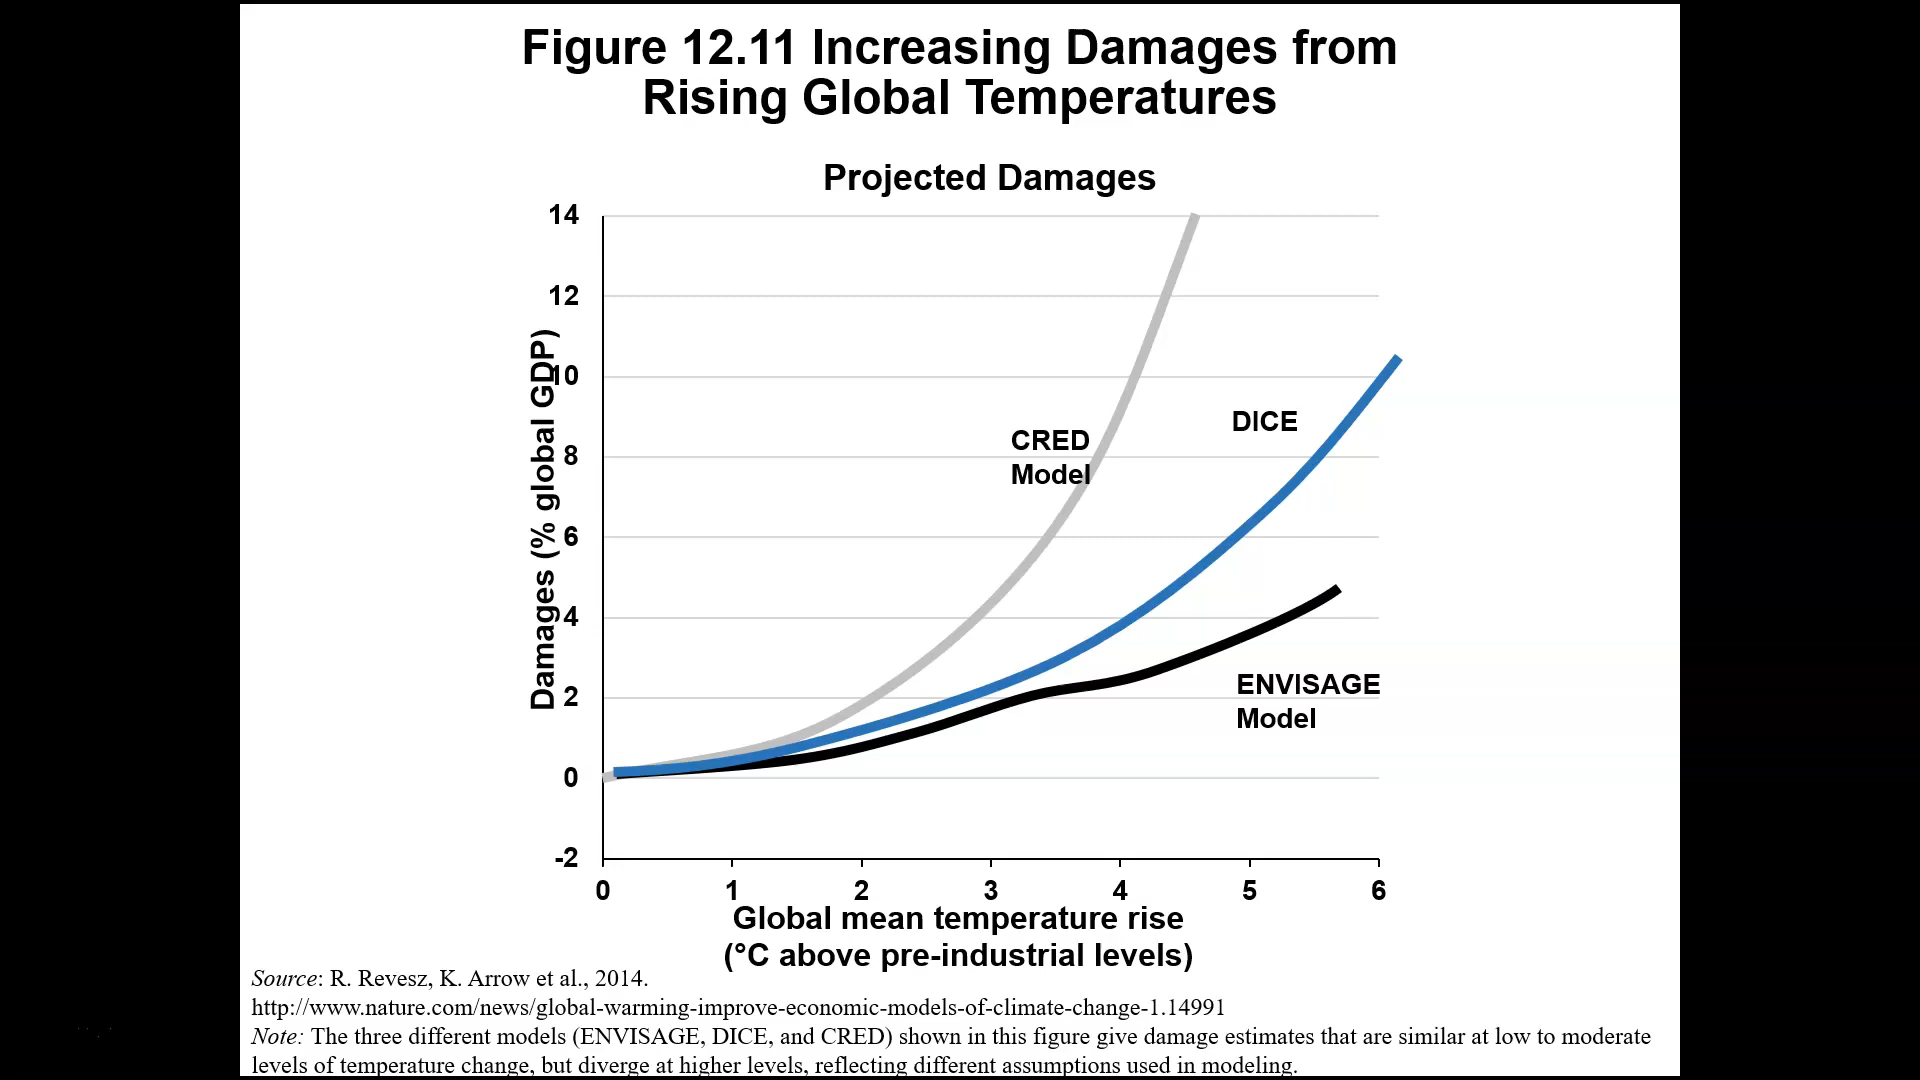 Figure 12.11 Increasing Damages from
Rising Global Temperatures
Projected Damages
14
12
10
8
6
4
2
0
-2
Damages (% global GDP)
CRED
Model
DICE
ENVISAGE
Model
0 1 2 3 4 5 6
Global mean temperature rise
(°C above pre-industrial levels)
Source: R. Revesz, K. Arrow et al., 2014.
http://www.nature.com/news/global-warming-improve-economic-models-of-climate-change-1.14991
Note: The three different models (ENVISAGE, DICE, and CRED) shown in this figure give damage estimates that are similar at low to moderate
levels of temperature change, but diverge at higher levels, reflecting different assumptions used in modeling.